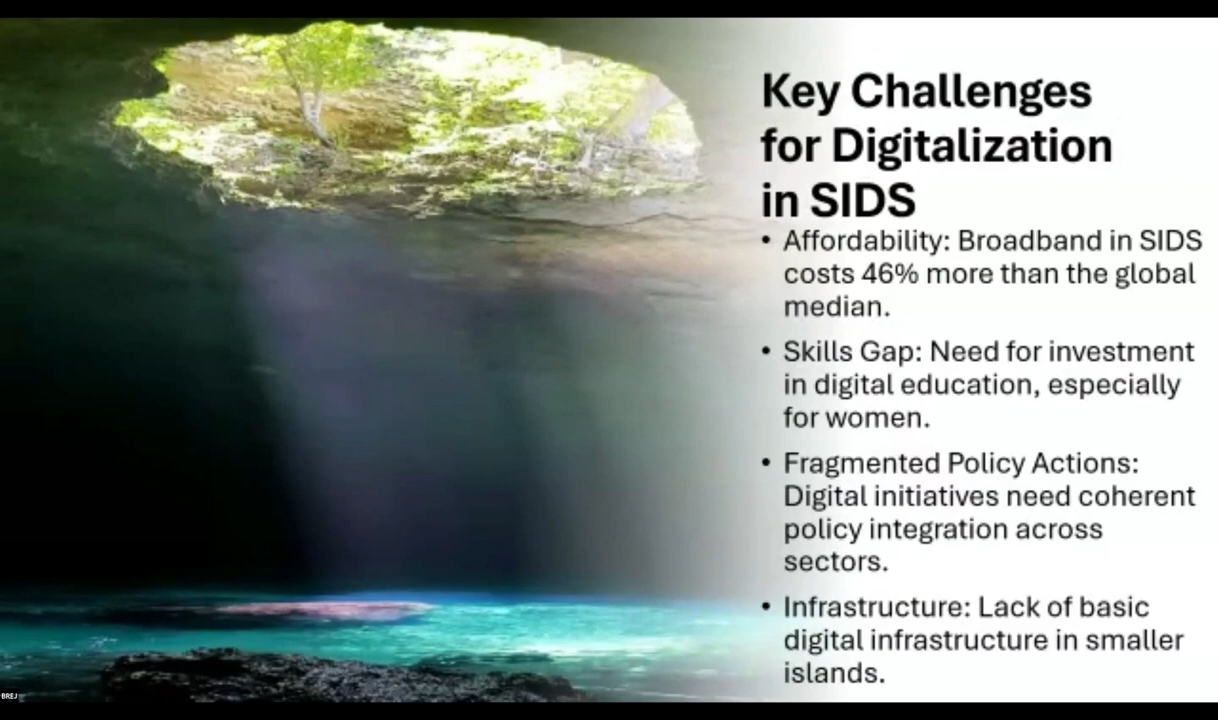 Key Challenges
for Digitalization
in SIDS
• Affordability: Broadband in SIDS
costs 46% more than the global
median.
• Skills Gap: Need for investment
in digital education, especially
for women.
• Fragmented Policy Actions:
Digital initiatives need coherent
policy integration across
sectors.
• Infrastructure: Lack of basic
digital infrastructure in smaller
islands.
BREJ